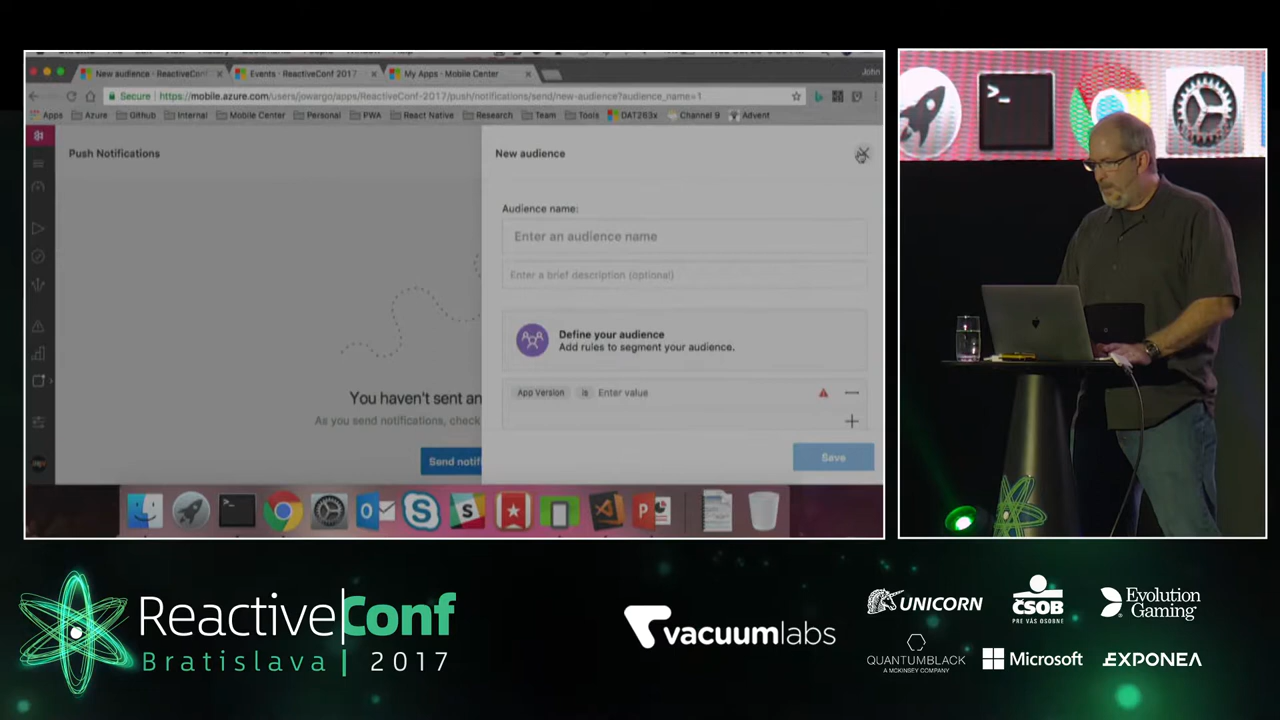 New audience · ReactiveConf
Events · ReactiveConf 2017
My Apps · Mobile Center
John
Secure
https://mobile.azure.com/users/jowargo/apps/ReactiveConf-2017/push/notifications/send/new-audience?audience_name=1
Apps
Azure
Github
Internal
Mobile Center
Personal
PWA
React Native
Research
Team
Tools
DAT263x
Channel 9
Advent
Push Notifications
New audience
Audience name:
Enter an audience name
Enter a brief description (optional)
Define your audience
Add rules to segment your audience.
You haven't sent an
App Version is Enter value
As you send notifications, check
Send notif
Save
ReactiveConf
Bratislava | 2017
vacuumlabs
UNICORN
ČSOB
PRE VÁS OSOBNE
Evolution
Gaming
QUANTUMBLACK
A MCKINSEY COMPANY
Microsoft
EXPONEA